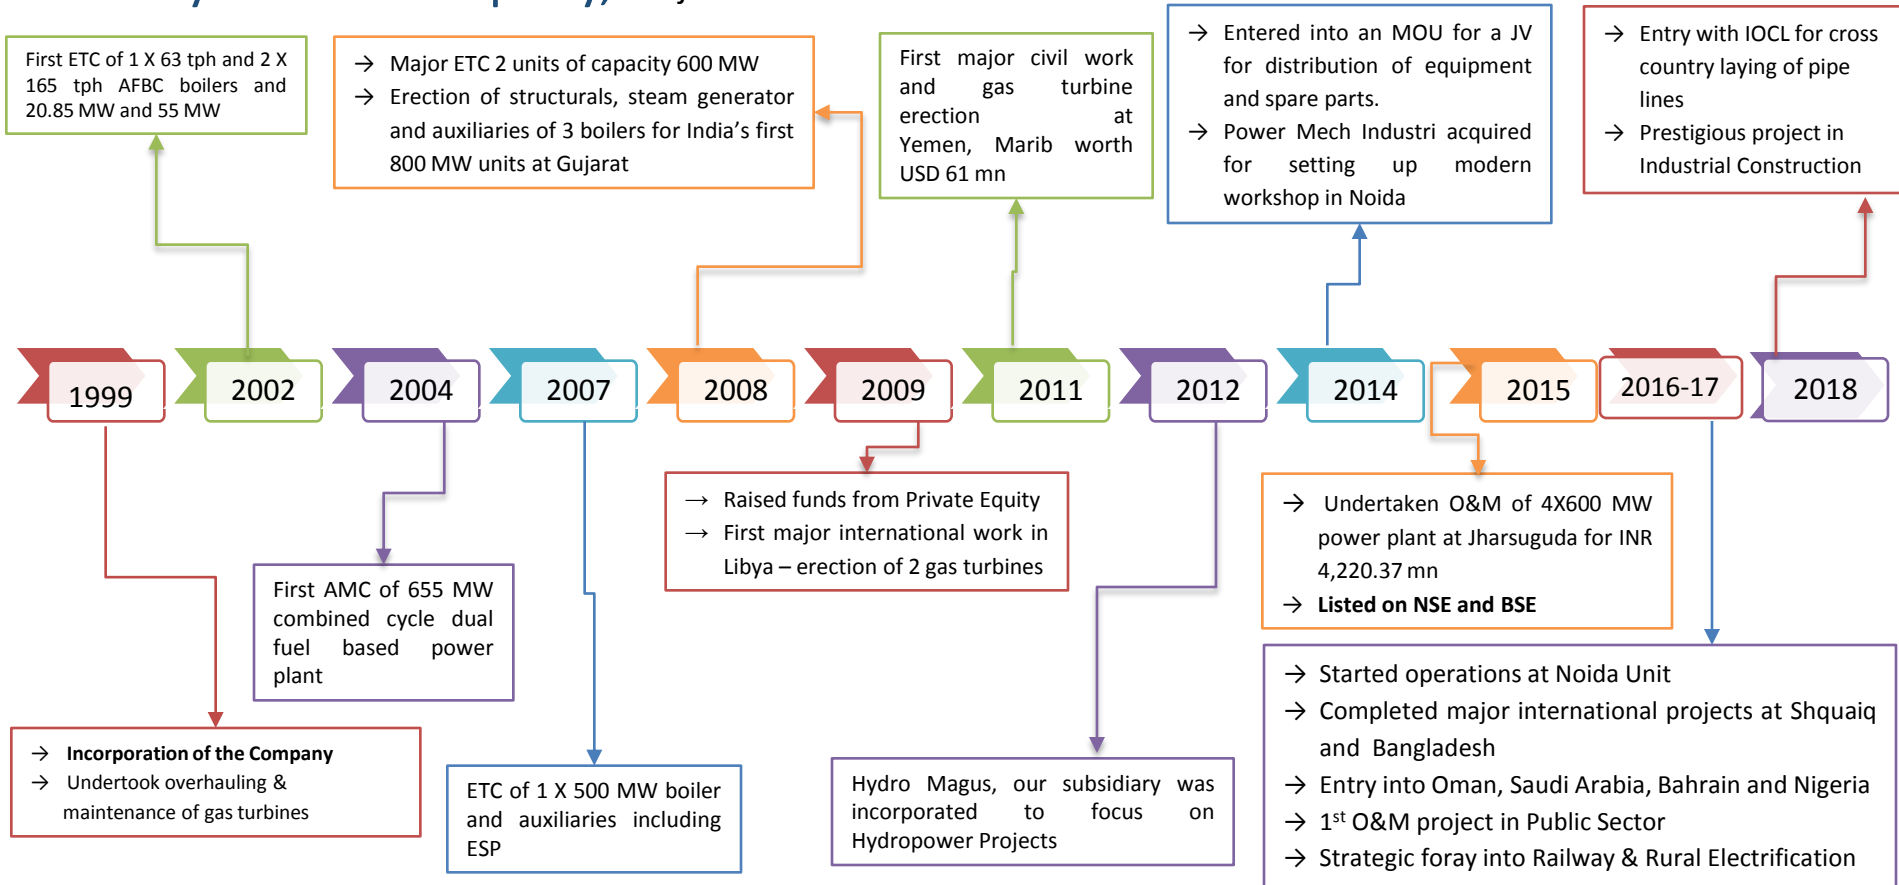 First ETC of 1 X 63 tph and 2 X
165 tph AFBC boilers and
20.85 MW and 55 MW
→ Major ETC 2 units of capacity 600 MW
→ Erection of structurals, steam generator
and auxiliaries of 3 boilers for India's first
800 MW units at Gujarat
First major civil work
and gas turbine
erection at
Yemen, Marib worth
USD 61 mn
→ Entered into an MOU for a JV
for distribution of equipment
and spare parts.
→ Power Mech Industri acquired
for setting up modern
workshop in Noida
→ Entry with IOCL for cross
country laying of pipe
lines
→ Prestigious project in
Industrial Construction
1999
2002
2004
2007
2008
2009
2011
2012
2014
2015
2016-17
2018
→ Incorporation of the Company
→ Undertook overhauling &
maintenance of gas turbines
First AMC of 655 MW
combined cycle dual
fuel based power
plant
ETC of 1 X 500 MW boiler
and auxiliaries including
ESP
→ Raised funds from Private Equity
→ First major international work in
Libya – erection of 2 gas turbines
Hydro Magus, our subsidiary was
incorporated to focus on
Hydropower Projects
→ Undertaken O&M of 4X600 MW
power plant at Jharsuguda for INR
4,220.37 mn
→ Listed on NSE and BSE
→ Started operations at Noida Unit
→ Completed major international projects at Shquaiq
and Bangladesh
→ Entry into Oman, Saudi Arabia, Bahrain and Nigeria
→ 1st O&M project in Public Sector
→ Strategic foray into Railway & Rural Electrification